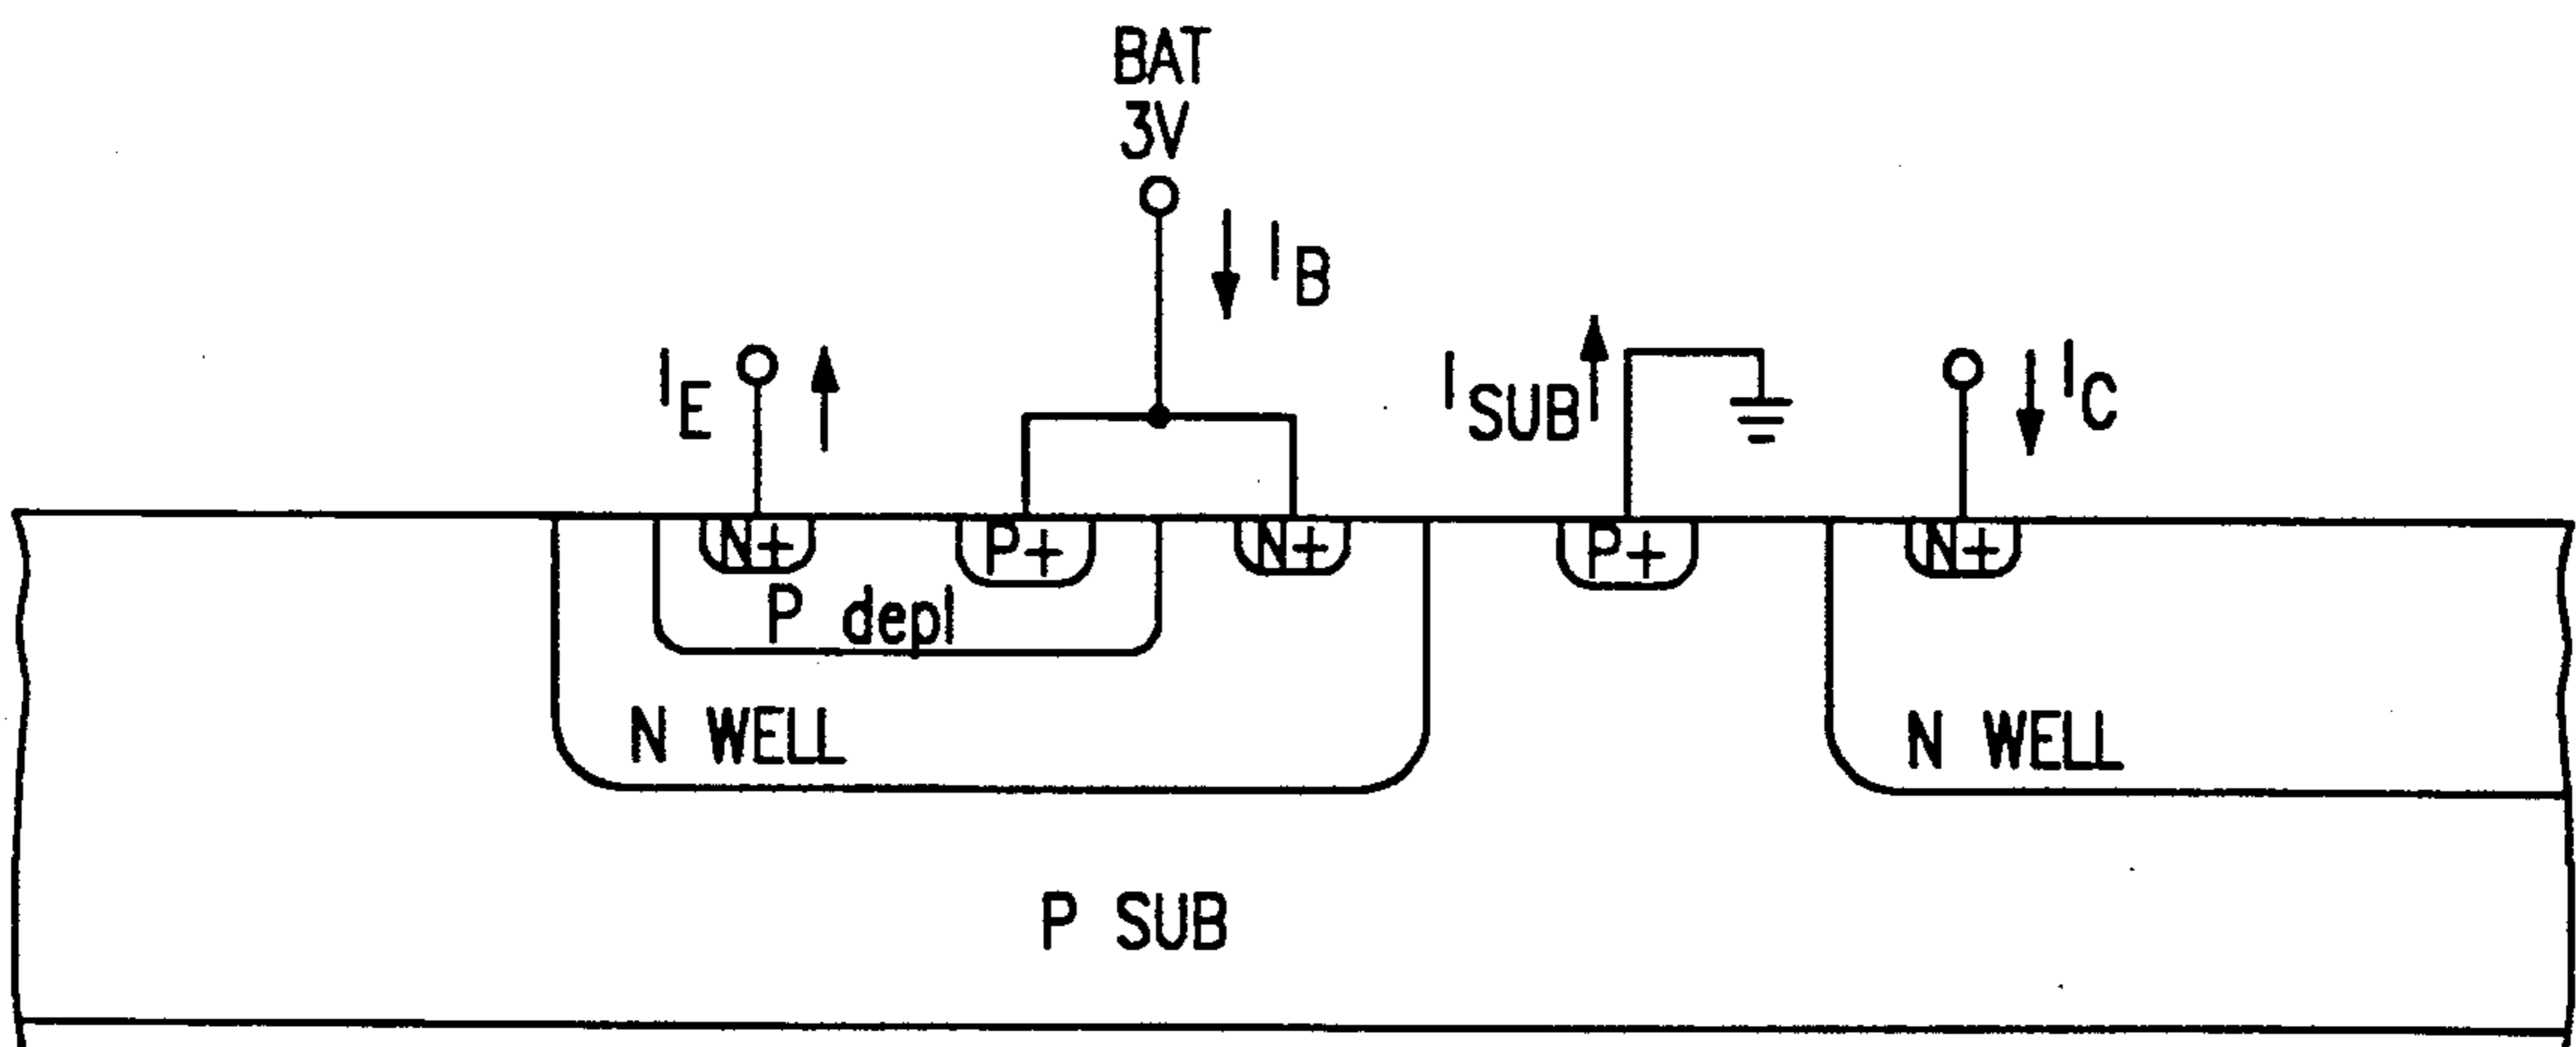 BAT
3V
I_B
I_E
I_SUB
I_C
N+
P+
N+
P+
N+
P depl
N WELL
N WELL
P SUB